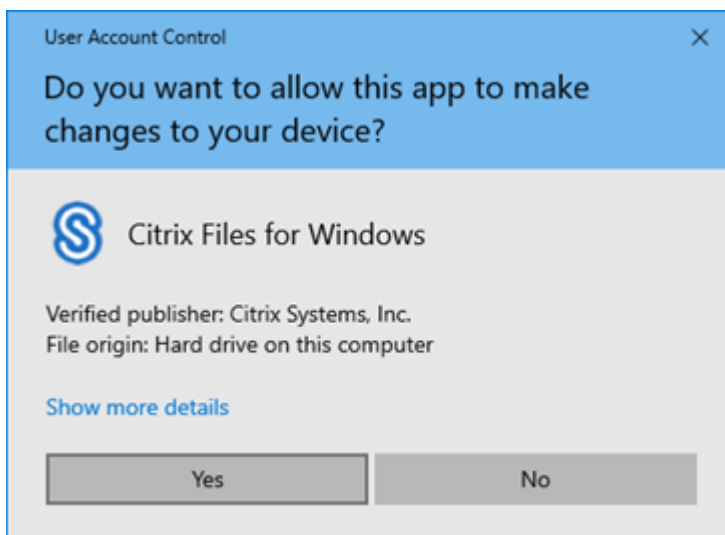 User Account Control
Do you want to allow this app to make
changes to your device?
Citrix Files for Windows
Verified publisher: Citrix Systems, Inc.
File origin: Hard drive on this computer
Show more details
Yes
No